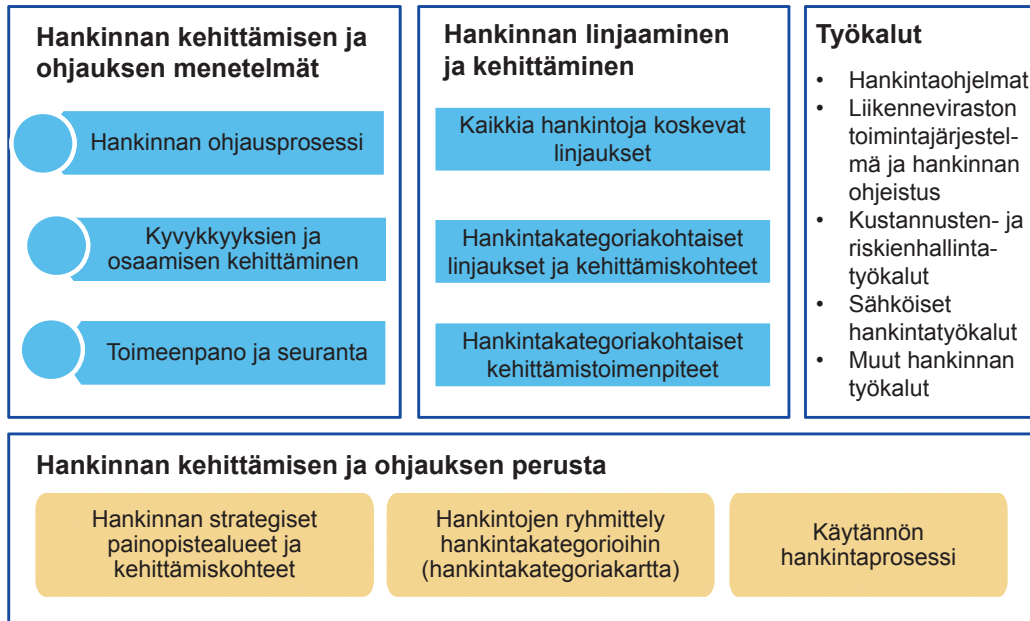 Hankinnan kehittämisen ja
ohjauksen menetelmät
Hankinnan ohjausprosessi
Kyvykkyyksien ja
osaamisen kehittäminen
Toimeenpano ja seuranta
Hankinnan linjaaminen
ja kehittäminen
Kaikkia hankintoja koskevat
linjaukset
Hankintakategoriakohtaiset
linjaukset ja kehittämiskohteet
Hankintakategoriakohtaiset
kehittämistoimenpiteet
Työkalut
• Hankintaohjelmat
• Liikenneviraston
toimintajärjestel-
mä ja hankinnan
ohjeistus
• Kustannusten- ja
riskienhallinta-
työkalut
• Sähköiset
hankintatyökalut
• Muut hankinnan
työkalut
Hankinnan kehittämisen ja ohjauksen perusta
Hankinnan strategiset
painopistealueet ja
kehittämiskohteet
Hankintojen ryhmittely
hankintakategorioihin
(hankintakategoriakartta)
Käytännön
hankintaprosessi